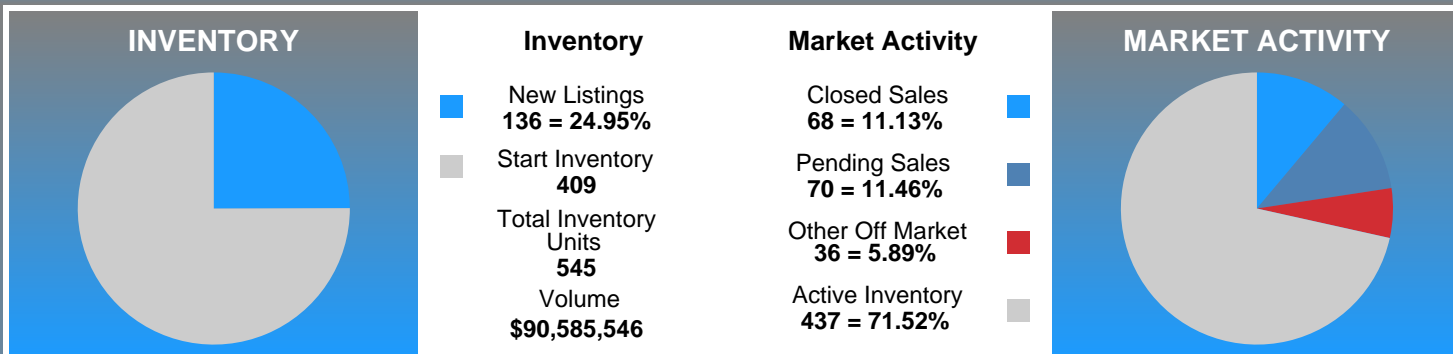 INVENTORY
Inventory
New Listings
136 = 24.95%
Start Inventory
409
Total Inventory
Units
545
Volume
$90,585,546
Market Activity
Closed Sales
68 = 11.13%
Pending Sales
70 = 11.46%
Other Off Market
36 = 5.89%
Active Inventory
437 = 71.52%
MARKET ACTIVITY